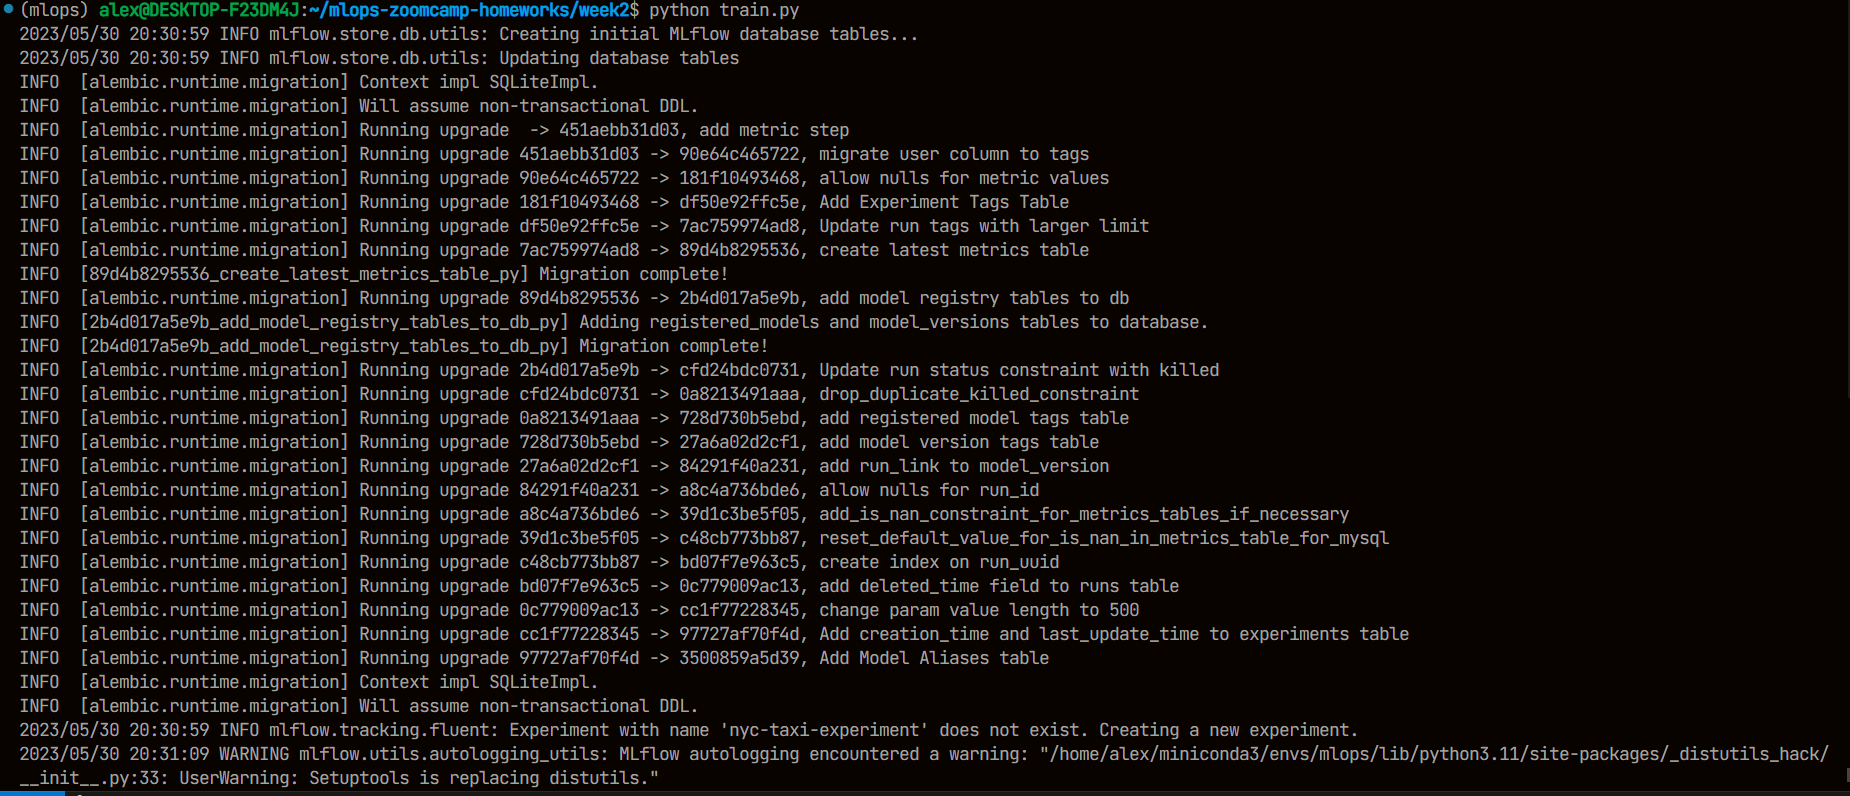 (mlops) alex@DESKTOP-F23DM4J:~/mlops-zoomcamp-homeworks/week2$ python train.py
2023/05/30 20:30:59 INFO mlflow.store.db.utils: Creating initial MLflow database tables...
2023/05/30 20:30:59 INFO mlflow.store.db.utils: Updating database tables
INFO  [alembic.runtime.migration] Context impl SQLiteImpl.
INFO  [alembic.runtime.migration] Will assume non-transactional DDL.
INFO  [alembic.runtime.migration] Running upgrade  -> 451aebb31d03, add metric step
INFO  [alembic.runtime.migration] Running upgrade 451aebb31d03 -> 90e64c465722, migrate user column to tags
INFO  [alembic.runtime.migration] Running upgrade 90e64c465722 -> 181f10493468, allow nulls for metric values
INFO  [alembic.runtime.migration] Running upgrade 181f10493468 -> df50e92ffc5e, Add Experiment Tags Table
INFO  [alembic.runtime.migration] Running upgrade df50e92ffc5e -> 7ac759974ad8, Update run tags with larger limit
INFO  [alembic.runtime.migration] Running upgrade 7ac759974ad8 -> 89d4b8295536, create latest metrics table
INFO  [89d4b8295536_create_latest_metrics_table_py] Migration complete!
INFO  [alembic.runtime.migration] Running upgrade 89d4b8295536 -> 2b4d017a5e9b, add model registry tables to db
INFO  [2b4d017a5e9b_add_model_registry_tables_to_db_py] Adding registered_models and model_versions tables to database.
INFO  [2b4d017a5e9b_add_model_registry_tables_to_db_py] Migration complete!
INFO  [alembic.runtime.migration] Running upgrade 2b4d017a5e9b -> cfd24bdc0731, Update run status constraint with killed
INFO  [alembic.runtime.migration] Running upgrade cfd24bdc0731 -> 0a8213491aaa, drop_duplicate_killed_constraint
INFO  [alembic.runtime.migration] Running upgrade 0a8213491aaa -> 728d730b5ebd, add registered model tags table
INFO  [alembic.runtime.migration] Running upgrade 728d730b5ebd -> 27a6a02d2cf1, add model version tags table
INFO  [alembic.runtime.migration] Running upgrade 27a6a02d2cf1 -> 84291f40a231, add run_link to model_version
INFO  [alembic.runtime.migration] Running upgrade 84291f40a231 -> a8c4a736bde6, allow nulls for run_id
INFO  [alembic.runtime.migration] Running upgrade a8c4a736bde6 -> 39d1c3be5f05, add_is_nan_constraint_for_metrics_tables_if_necessary
INFO  [alembic.runtime.migration] Running upgrade 39d1c3be5f05 -> c48cb773bb87, reset_default_value_for_is_nan_in_metrics_table_for_mysql
INFO  [alembic.runtime.migration] Running upgrade c48cb773bb87 -> bd07f7e963c5, create index on run_uuid
INFO  [alembic.runtime.migration] Running upgrade bd07f7e963c5 -> 0c779009ac13, add deleted_time field to runs table
INFO  [alembic.runtime.migration] Running upgrade 0c779009ac13 -> cc1f77228345, change param value length to 500
INFO  [alembic.runtime.migration] Running upgrade cc1f77228345 -> 97727af70f4d, Add creation_time and last_update_time to experiments table
INFO  [alembic.runtime.migration] Running upgrade 97727af70f4d -> 3500859a5d39, Add Model Aliases table
INFO  [alembic.runtime.migration] Context impl SQLiteImpl.
INFO  [alembic.runtime.migration] Will assume non-transactional DDL.
2023/05/30 20:30:59 INFO mlflow.tracking.fluent: Experiment with name 'nyc-taxi-experiment' does not exist. Creating a new experiment.
2023/05/30 20:31:09 WARNING mlflow.utils.autologging_utils: MLflow autologging encountered a warning: "/home/alex/miniconda3/envs/mlops/lib/python3.11/site-packages/_distutils_hack/
__init__.py:33: UserWarning: Setuptools is replacing distutils."